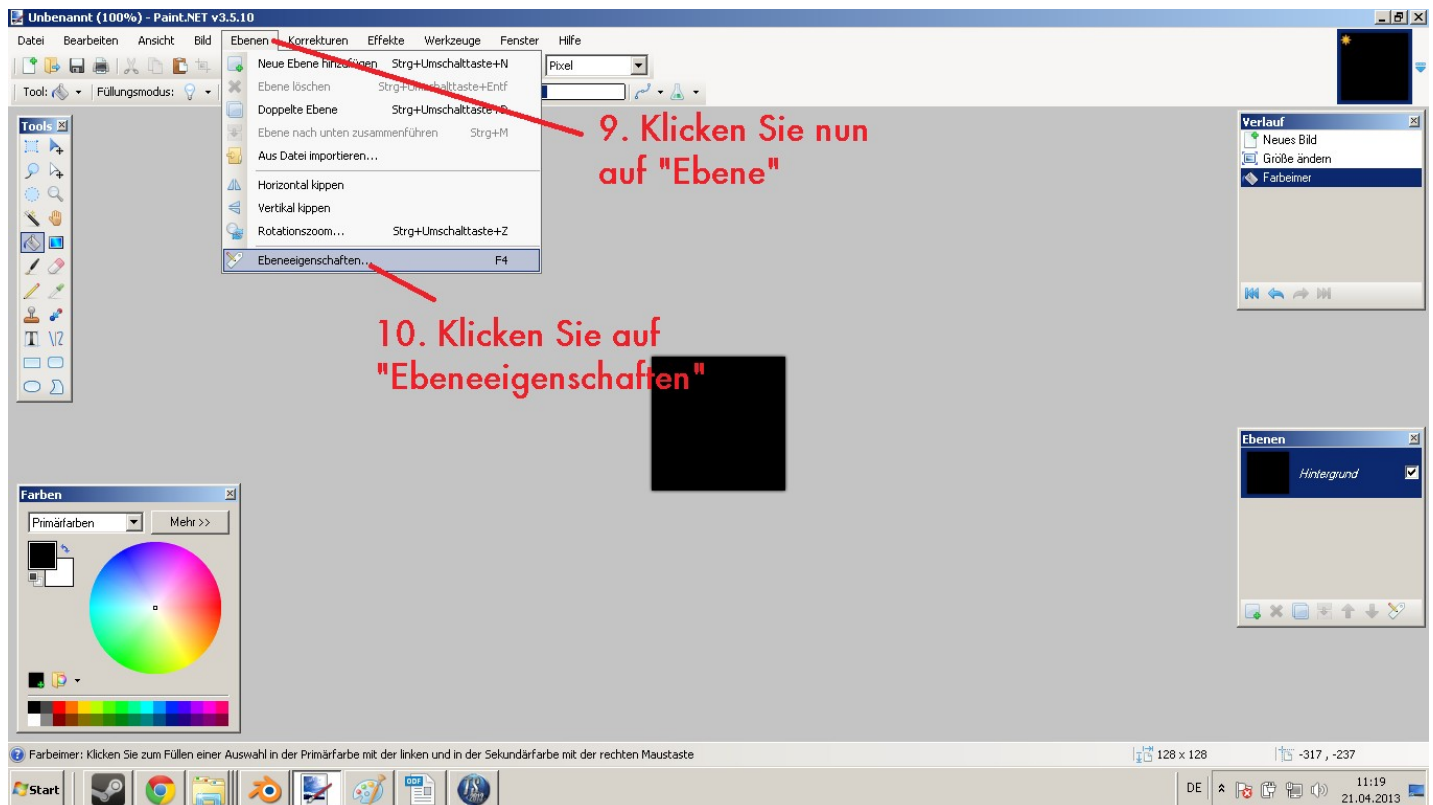 Unbenannt (100%) - Paint.NET v3.5.10
Datei Bearbeiten Ansicht Bild Ebenen Korrekturen Effekte Werkzeuge Fenster Hilfe
Neue Ebene hinzufügen Strg+Umschalttaste+N
Pixel
Tool: Füllungsmodus:
Ebene löschen Strg+Umschalttaste+Entf
Doppelte Ebene Strg+Umschalttaste+D
Ebene nach unten zusammenführen Strg+M
Aus Datei importieren...
Horizontal kippen
Vertikal kippen
Rotationszoom... Strg+Umschalttaste+Z
Ebeneeigenschaften... F4
9. Klicken Sie nun
auf "Ebene"
10. Klicken Sie auf
"Ebeneeigenschaften"
Tools
Verlauf
Neues Bild
Größe ändern
Farbeimer
Ebenen
Hintergrund
Farben
Primärfarben Mehr >>
Farbeimer: Klicken Sie zum Füllen einer Auswahl in der Primärfarbe mit der linken und in der Sekundärfarbe mit der rechten Maustaste
128 x 128 -317 , -237
Start
ODF
DE
11:19
21.04.2013